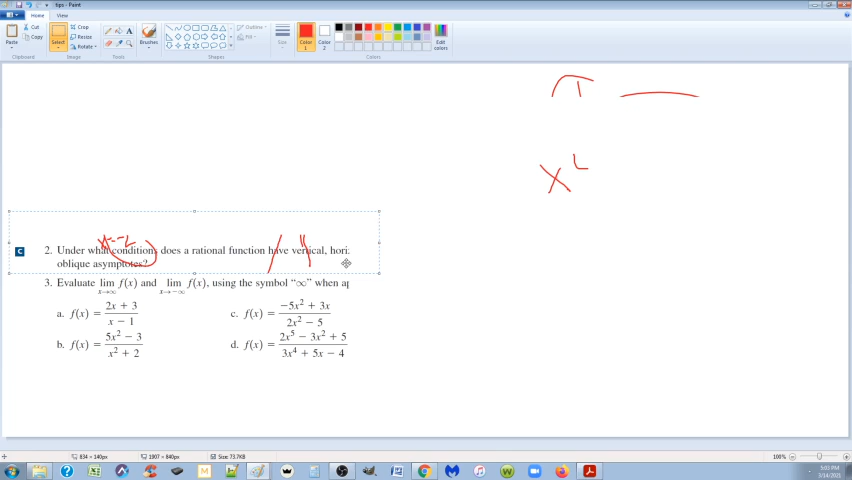 tips - Paint
Home View
Cut
Copy
Paste
Clipboard
Crop
Resize
Rotate
Select
Image
Tools
Brushes
Shapes
Outline
Fill
Size
Color 1
Color 2
Edit colors
Colors
x
C 2. Under what conditions does a rational function have vertical, hori
oblique asymptotes?
3. Evaluate lim x→∞ f(x) and lim x→−∞ f(x), using the symbol “∞” when ap
a. f(x) = 2x + 3 / x − 1
c. f(x) = −5x² + 3x / 2x² − 5
b. f(x) = 5x² − 3 / x² + 2
d. f(x) = 2x⁵ − 3x² + 5 / 3x⁴ + 5x − 4
834 × 140px 1907 × 840px Size: 73.7KB 100%
5:03 PM